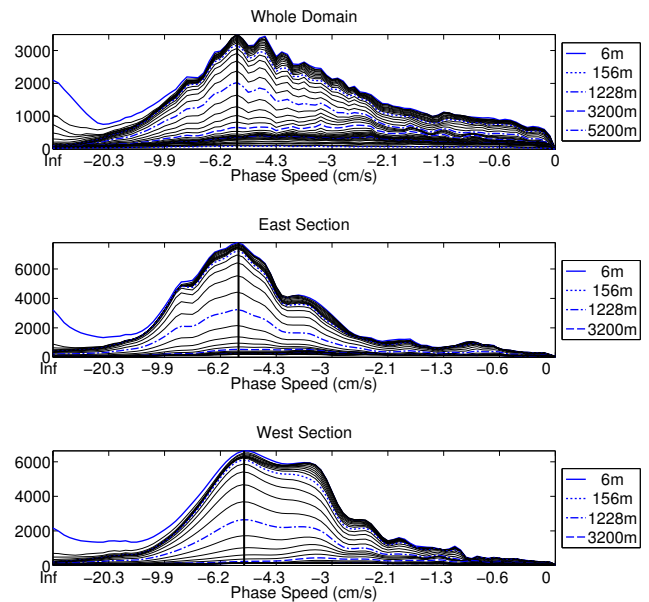 Whole Domain
3000
2000
1000
0
Inf −20.3 −9.9 −6.2 −4.3 −3 −2.1 −1.3 −0.6 0
Phase Speed (cm/s)
6m
156m
1228m
3200m
5200m
East Section
6000
4000
2000
0
Inf −20.3 −9.9 −6.2 −4.3 −3 −2.1 −1.3 −0.6 0
Phase Speed (cm/s)
6m
156m
1228m
3200m
West Section
6000
4000
2000
0
Inf −20.3 −9.9 −6.2 −4.3 −3 −2.1 −1.3 −0.6 0
Phase Speed (cm/s)
6m
156m
1228m
3200m